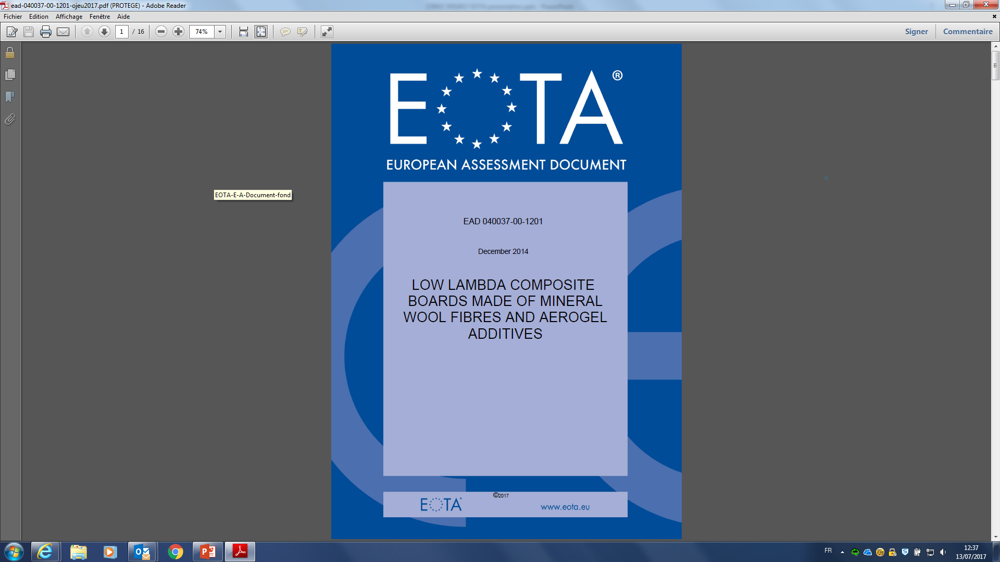 ead-040037-00-1201-ojeu2017.pdf (PROTEGE) - Adobe Reader
Fichier Edition Affichage Fenêtre Aide
1 / 16 74% Signer Commentaire
EOTA®
EUROPEAN ASSESSMENT DOCUMENT
EOTA-E-A-Document-fond
EAD 040037-00-1201
December 2014
LOW LAMBDA COMPOSITE
BOARDS MADE OF MINERAL
WOOL FIBRES AND AEROGEL
ADDITIVES
©2017
EOTA® www.eota.eu
FR 12:37
13/07/2017